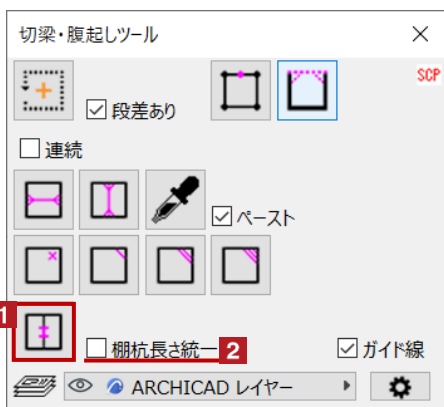 切梁・腹起しツール
SCP
段差あり
連続
ペースト
1
棚杭長さ統一 2
ガイド線
ARCHICAD レイヤー